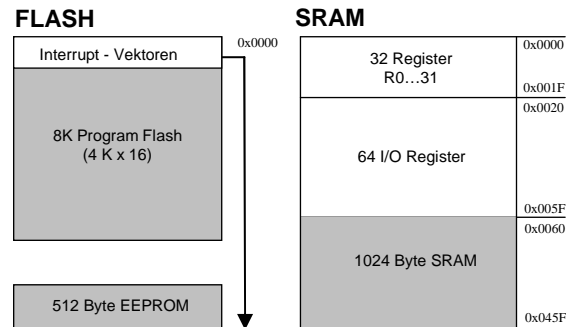 FLASH
Interrupt - Vektoren
0x0000
8K Program Flash
(4 K x 16)
512 Byte EEPROM
SRAM
32 Register
R0…31
0x0000
0x001F
0x0020
64 I/O Register
0x005F
0x0060
1024 Byte SRAM
0x045F